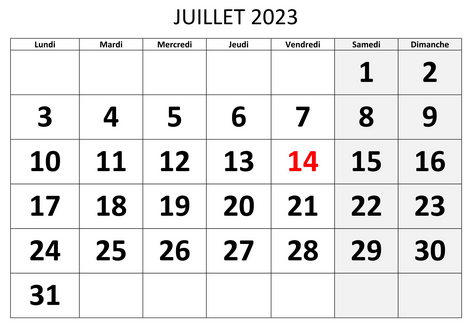 JUILLET 2023
Lundi Mardi Mercredi Jeudi Vendredi Samedi Dimanche
1 2
3 4 5 6 7 8 9
10 11 12 13 14 15 16
17 18 19 20 21 22 23
24 25 26 27 28 29 30
31